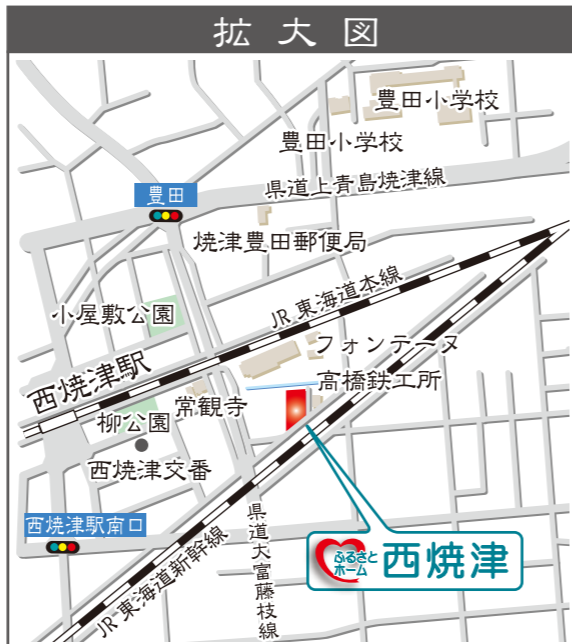 拡大図
豊田小学校
豊田小学校
豊田
県道上青島焼津線
焼津豊田郵便局
JR東海道本線
小屋敷公園
フォンテーヌ
西焼津駅
高橋鉄工所
常観寺
柳公園
西焼津交番
西焼津駅南口
県道大富藤枝線
JR東海道新幹線
ふるさと
ホーム
西焼津